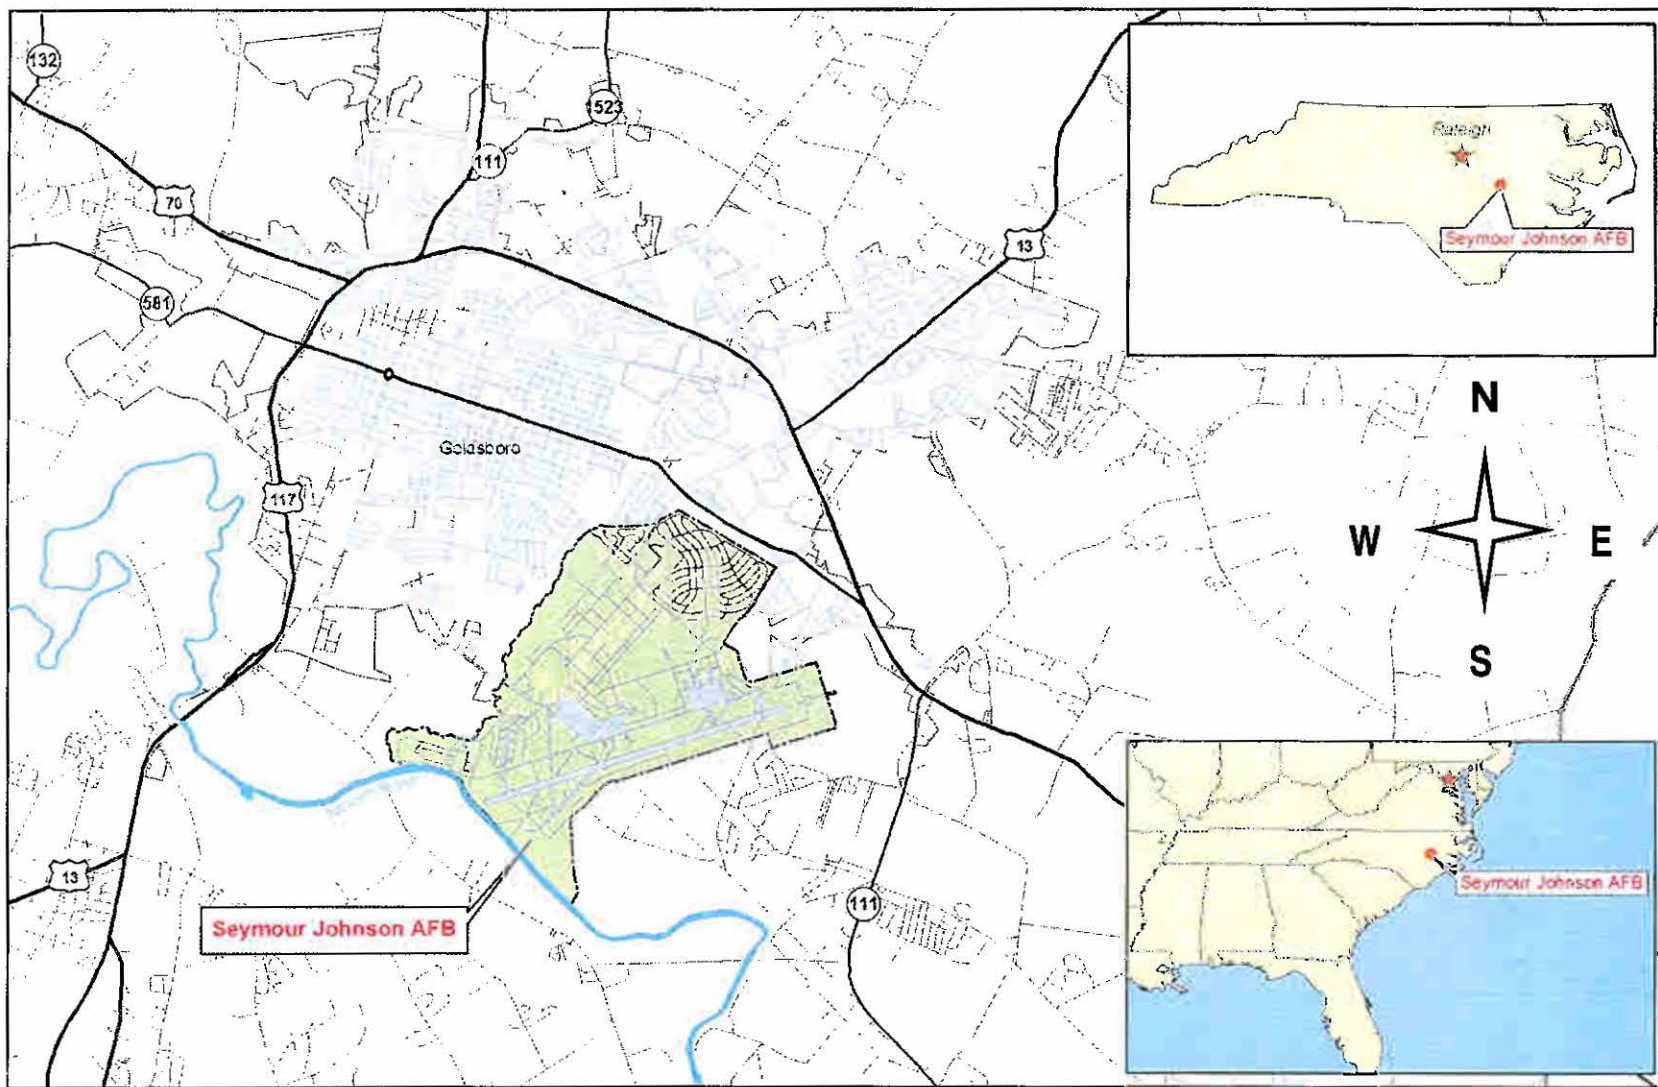 132
1523
111
70
13
Raleigh
Seymour Johnson AFB
581
N
Goldsboro
117
W
E
S
13
111
Seymour Johnson AFB
Seymour Johnson AFB